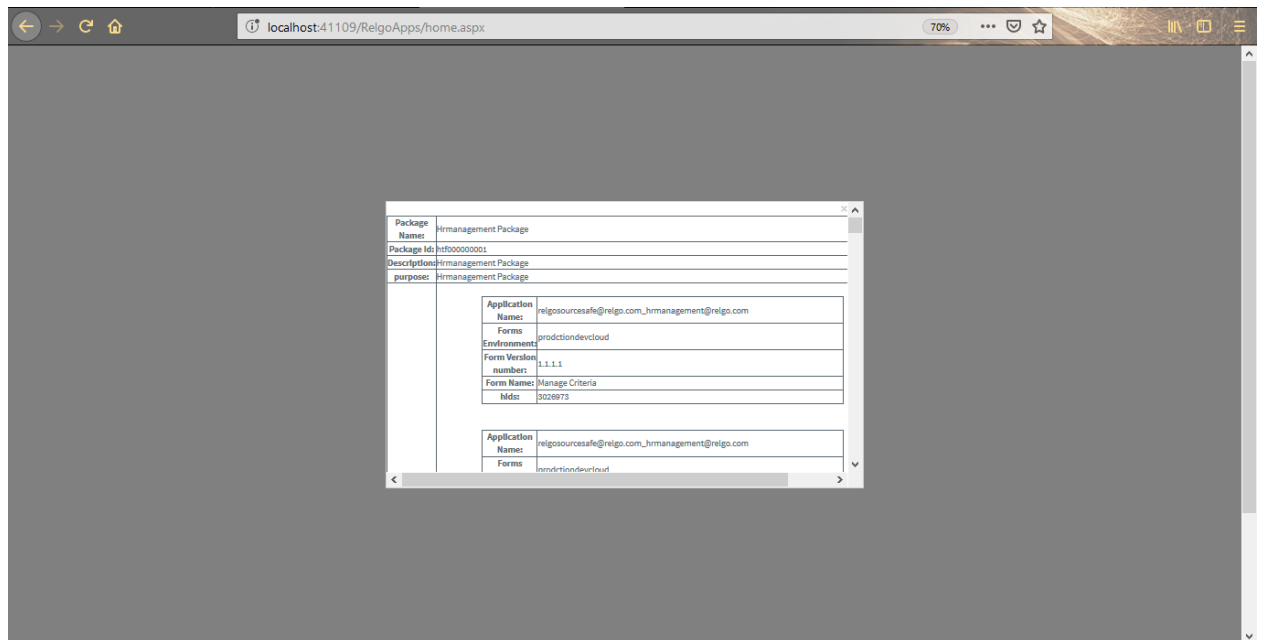 localhost:41109/RelgoApps/home.aspx
70%
Package
Name:
Hrmanagement Package
Package Id: htf000000001
Description: Hrmanagement Package
purpose: Hrmanagement Package
Application
Name:
relgosourcesafe@relgo.com_hrmanagement@relgo.com
Forms
Environment:
prodctiondevcloud
Form Version
number:
1.1.1.1
Form Name: Manage Criteria
hids: 3026973
Application
Name:
relgosourcesafe@relgo.com_hrmanagement@relgo.com
Forms
prodctiondevcloud